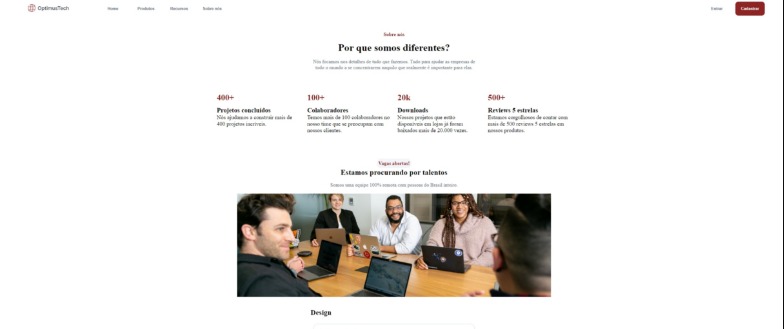 OptimusTech
Home Produtos Recursos Sobre nós
Entrar Cadastrar
Sobre nós
Por que somos diferentes?
Nós focamos nos detalhes de tudo que fazemos. Tudo para ajudar as empresas de
todo o mundo a se concentrarem naquilo que realmente é importante para elas.
400+
Projetos concluídos
Nós ajudamos a construir mais de
400 projetos incríveis.
100+
Colaboradores
Temos mais de 100 colaboradores no
nosso time que se preocupam com
nossos clientes.
20k
Downloads
Nossos projetos que estão
disponíveis em lojas já foram
baixados mais de 20.000 vezes.
500+
Reviews 5 estrelas
Estamos orgulhosos de contar com
mais de 500 reviews 5 estrelas em
nossos produtos.
Vagas abertas!
Estamos procurando por talentos
Somos uma equipe 100% remota com pessoas do Brasil inteiro.
Design